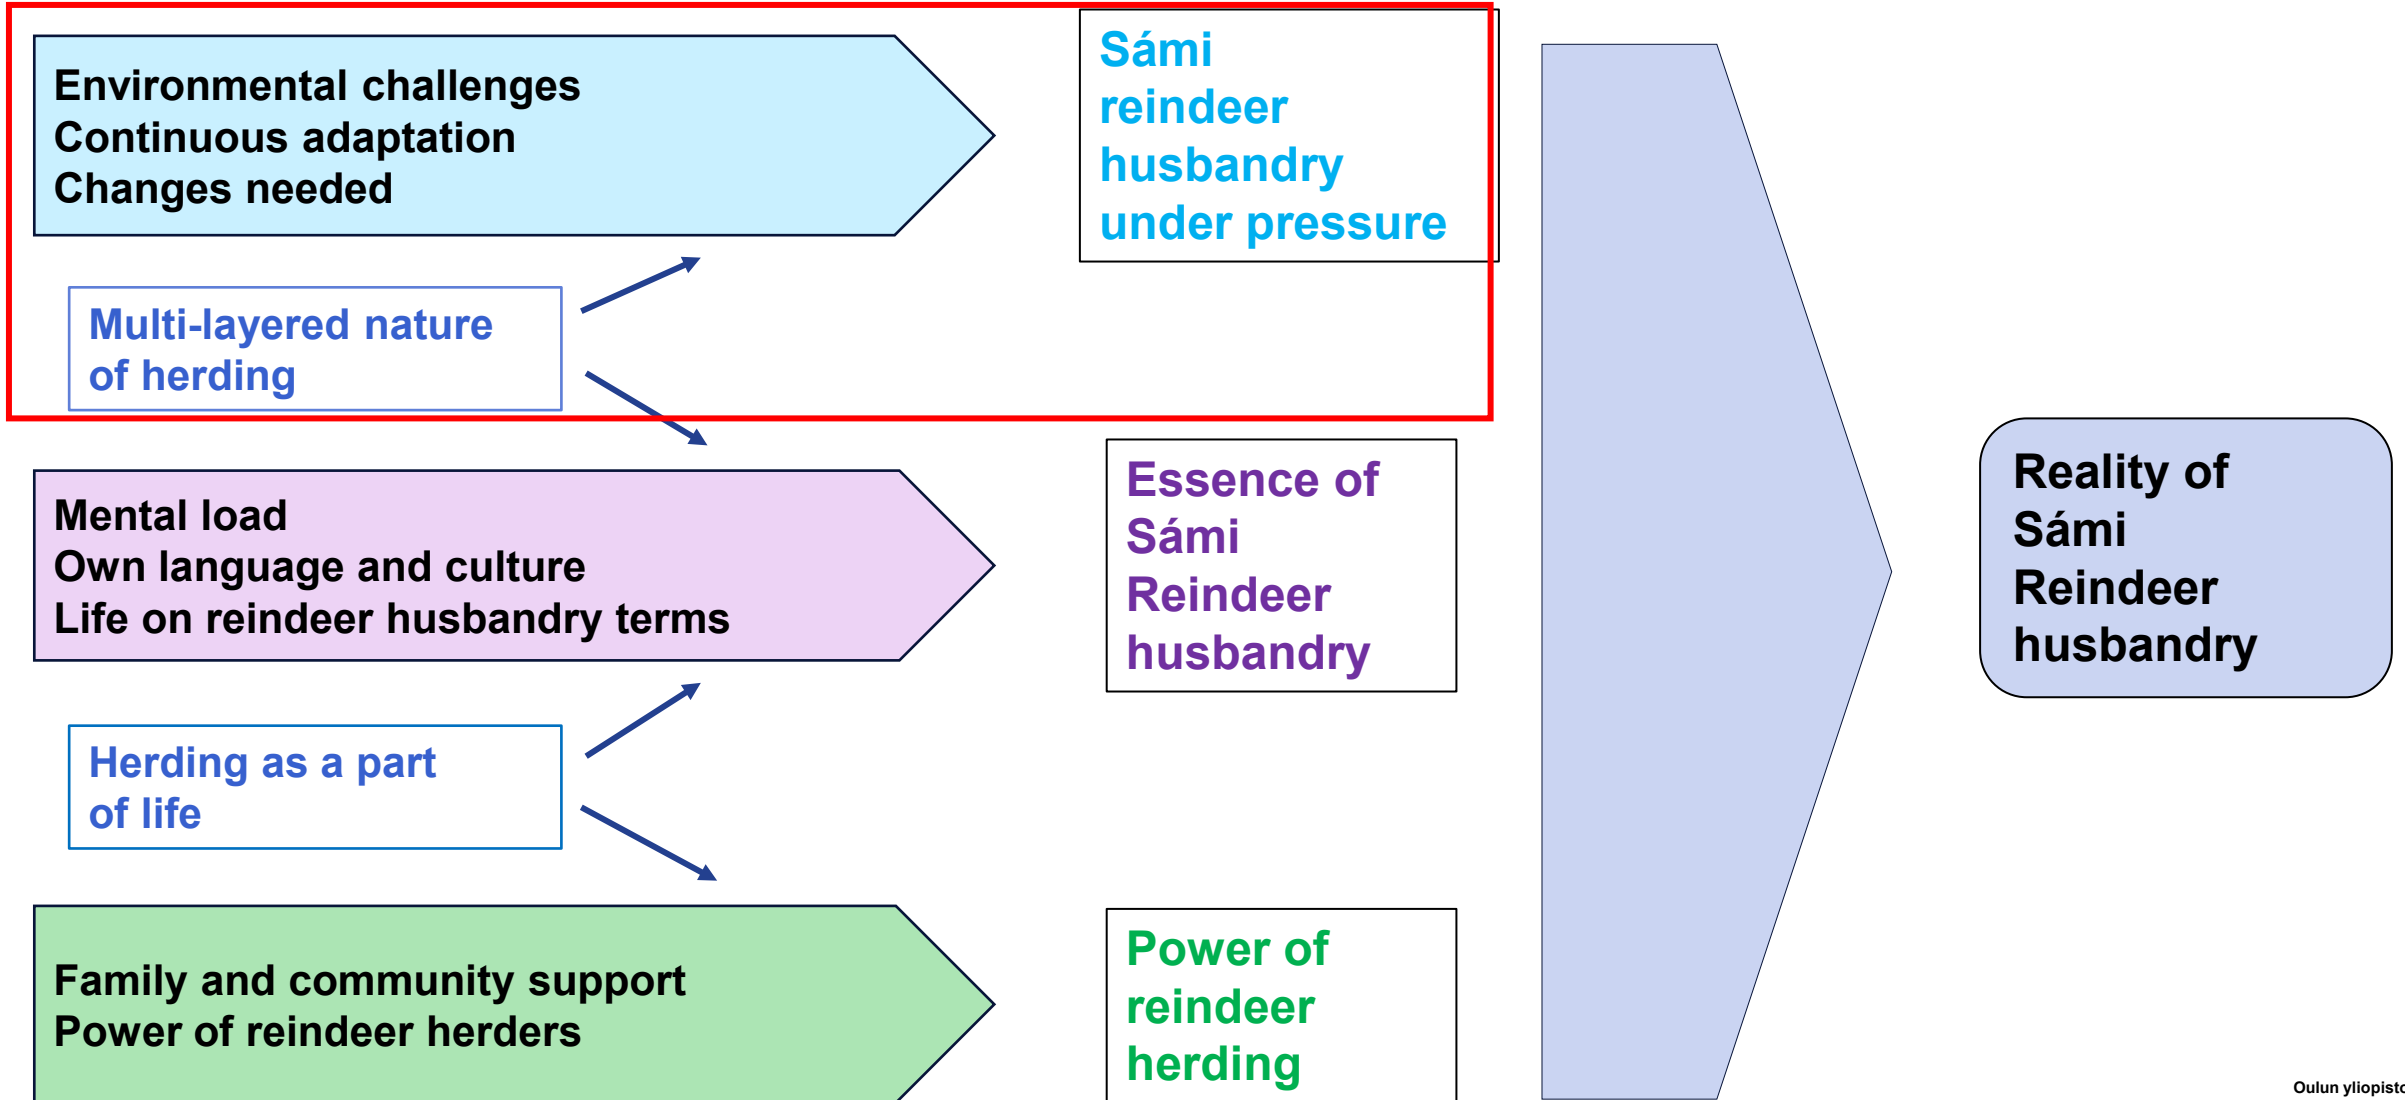 Environmental challenges
Continuous adaptation
Changes needed
Sámi
reindeer
husbandry
under pressure
Multi-layered nature
of herding
Mental load
Own language and culture
Life on reindeer husbandry terms
Essence of
Sámi
Reindeer
husbandry
Reality of
Sámi
Reindeer
husbandry
Herding as a part
of life
Family and community support
Power of reindeer herders
Power of
reindeer
herding
Oulun yliopisto